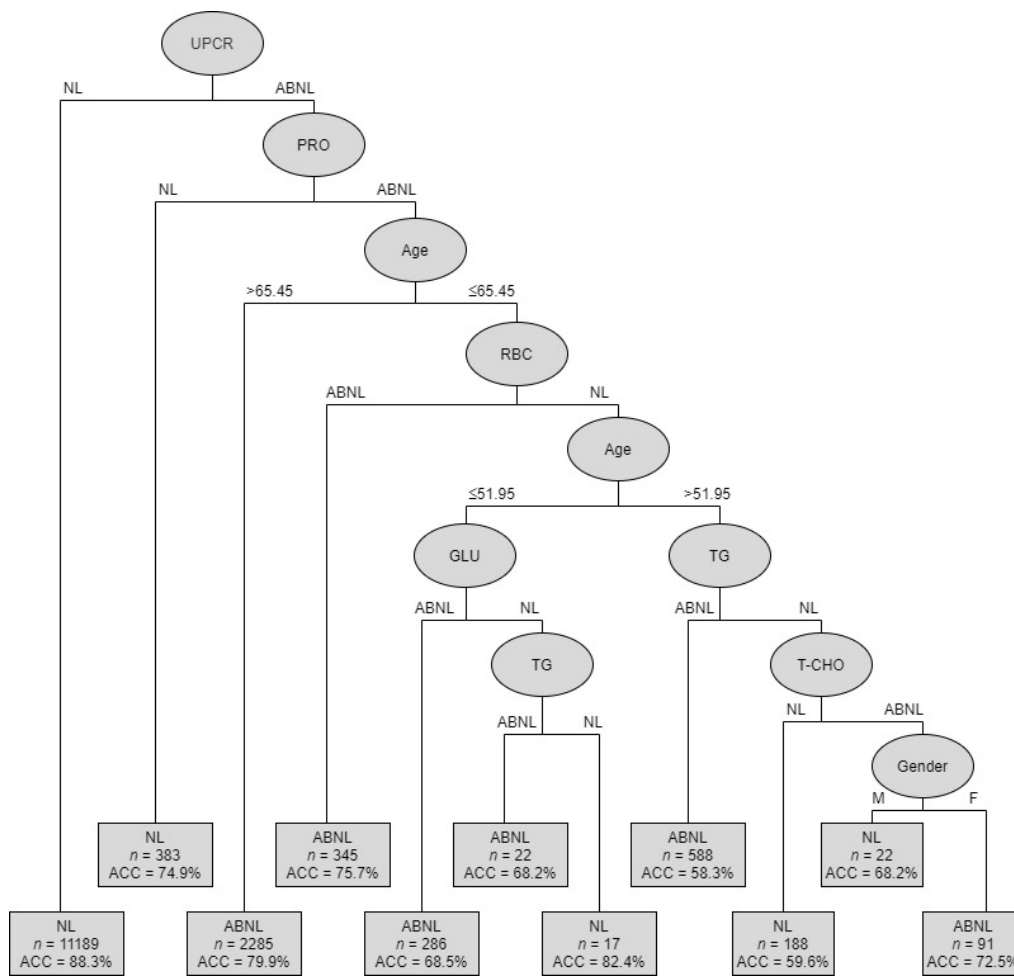 UPCR
NL
ABNL
PRO
NL
ABNL
Age
>65.45
≤65.45
RBC
ABNL
NL
Age
≤51.95
>51.95
GLU
TG
ABNL
NL
ABNL
NL
TG
T-CHO
ABNL
NL
NL
ABNL
Gender
M
F
NL
n = 383
ACC = 74.9%
ABNL
n = 345
ACC = 75.7%
ABNL
n = 22
ACC = 68.2%
ABNL
n = 588
ACC = 58.3%
NL
n = 22
ACC = 68.2%
NL
n = 11189
ACC = 88.3%
ABNL
n = 2285
ACC = 79.9%
ABNL
n = 286
ACC = 68.5%
NL
n = 17
ACC = 82.4%
NL
n = 188
ACC = 59.6%
ABNL
n = 91
ACC = 72.5%